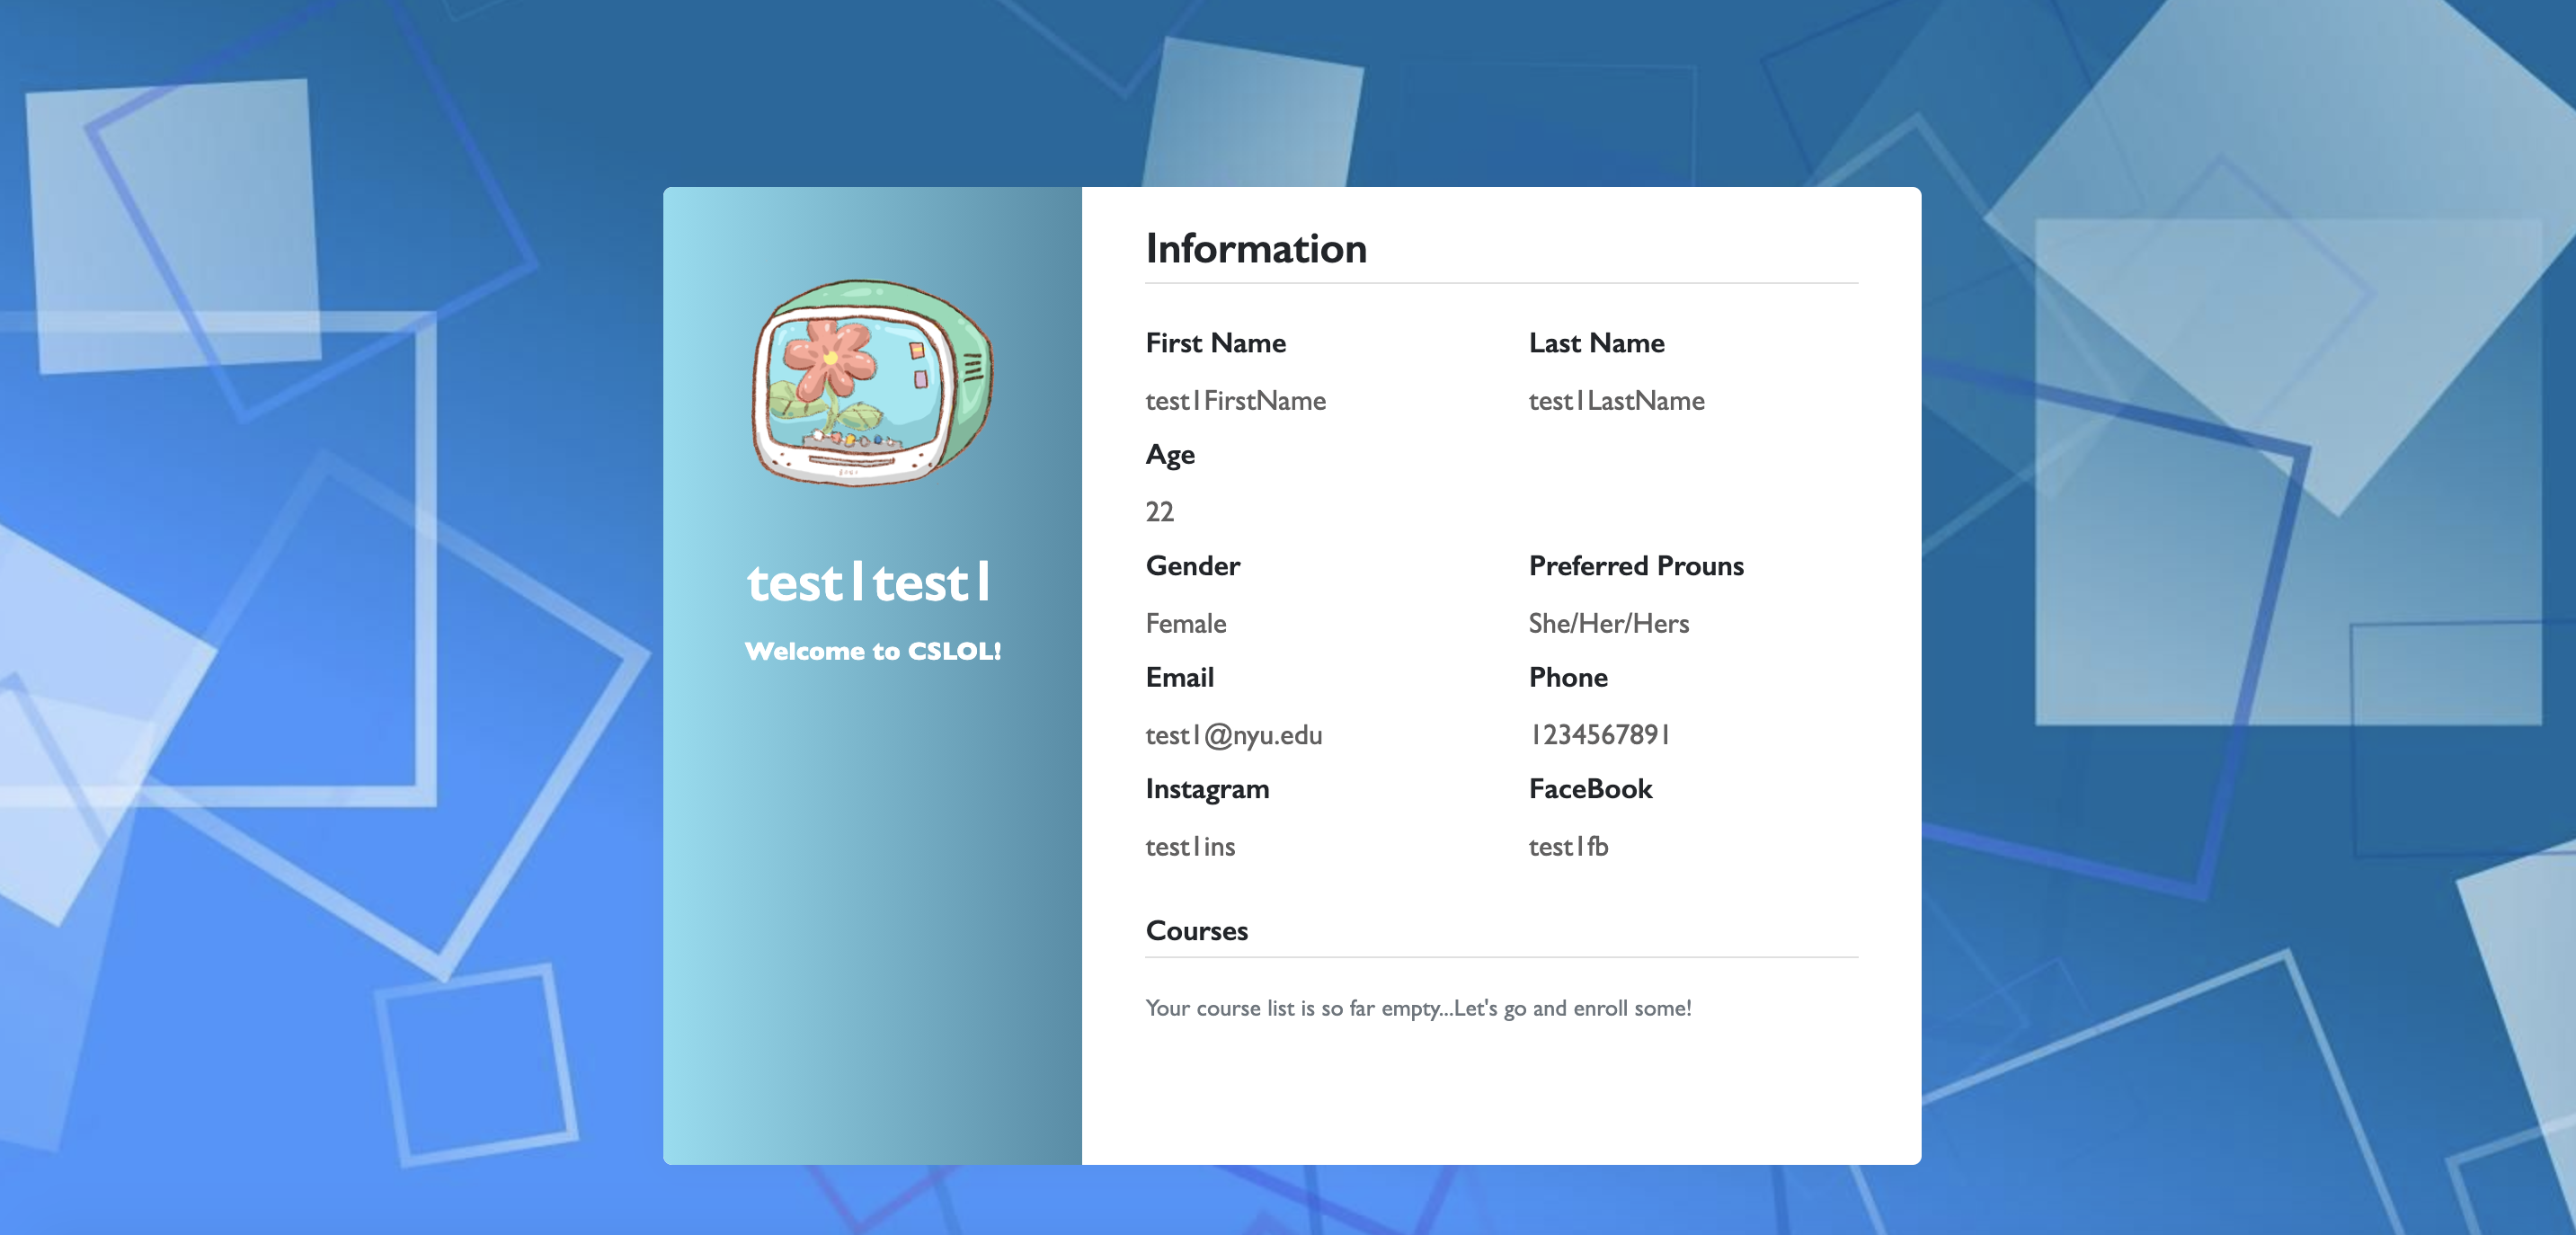 Information
First Name Last Name
test1FirstName test1LastName
Age
22
test1test1
Gender Preferred Prouns
Female She/Her/Hers
Welcome to CSLOL!
Email Phone
test1@nyu.edu 1234567891
Instagram FaceBook
test1ins test1fb
Courses
Your course list is so far empty...Let's go and enroll some!